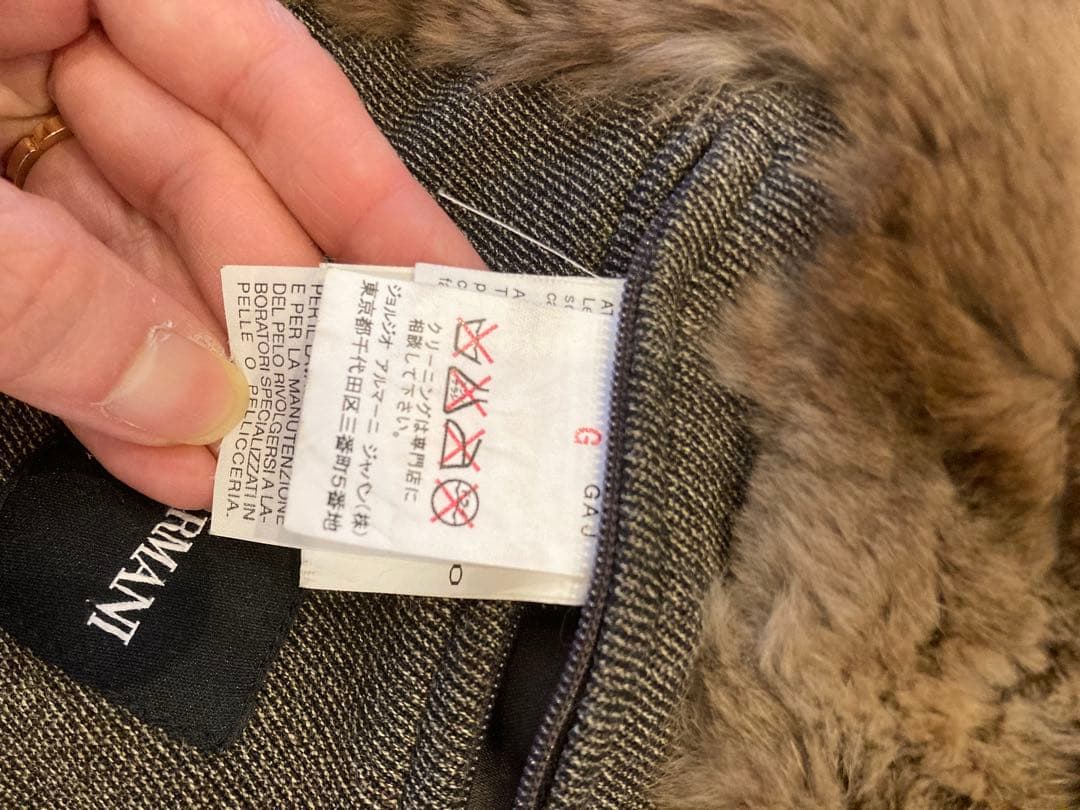 PER IL
E PER LA MANUTENZIONE
DEL PELO RIVOLGERSI A LA-
BORATORI SPECIALIZZATI IN
PELLE O PELLICCERIA.
クリーニングは専門店に
相談して下さい。
ジョルジオ アルマーニ ジャパン(株)
東京都千代田区三番町5番地
G GAJ
O
RMANI